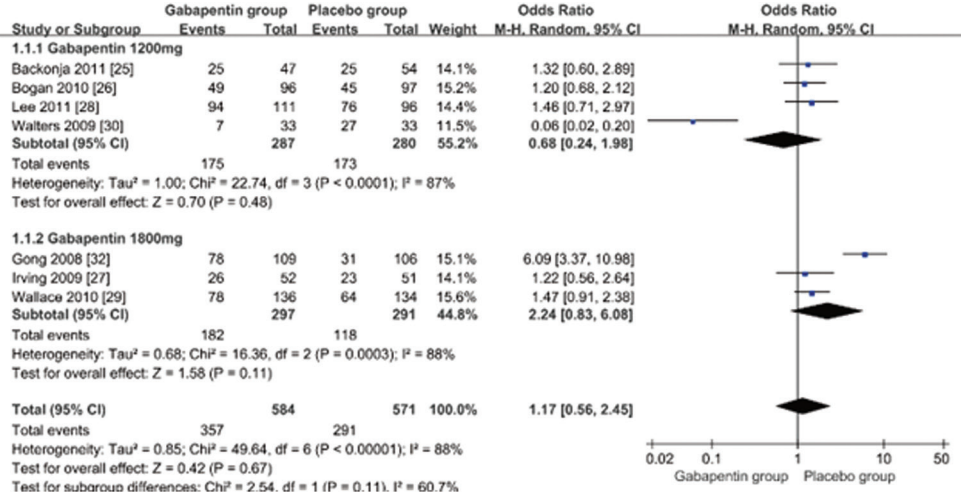 Gabapentin group Placebo group Odds Ratio Odds Ratio
Study or Subgroup Events Total Events Total Weight M-H, Random, 95% CI M-H, Random, 95% CI
1.1.1 Gabapentin 1200mg
Backonja 2011 [25] 25 47 25 54 14.1% 1.32 [0.60, 2.89]
Bogan 2010 [26] 49 96 45 97 15.2% 1.20 [0.68, 2.12]
Lee 2011 [28] 94 111 76 96 14.4% 1.46 [0.71, 2.97]
Walters 2009 [30] 7 33 27 33 11.5% 0.06 [0.02, 0.20]
Subtotal (95% CI) 287 280 55.2% 0.68 [0.24, 1.98]
Total events 175 173
Heterogeneity: Tau² = 1.00; Chi² = 22.74, df = 3 (P < 0.0001); I² = 87%
Test for overall effect: Z = 0.70 (P = 0.48)
1.1.2 Gabapentin 1800mg
Gong 2008 [32] 78 109 31 106 15.1% 6.09 [3.37, 10.98]
Irving 2009 [27] 26 52 23 51 14.1% 1.22 [0.56, 2.64]
Wallace 2010 [29] 78 136 64 134 15.6% 1.47 [0.91, 2.38]
Subtotal (95% CI) 297 291 44.8% 2.24 [0.83, 6.08]
Total events 182 118
Heterogeneity: Tau² = 0.68; Chi² = 16.36, df = 2 (P = 0.0003); I² = 88%
Test for overall effect: Z = 1.58 (P = 0.11)
Total (95% CI) 584 571 100.0% 1.17 [0.56, 2.45]
Total events 357 291
Heterogeneity: Tau² = 0.85; Chi² = 49.64, df = 6 (P < 0.00001); I² = 88%
Test for overall effect: Z = 0.42 (P = 0.67)
Test for subgroup differences: Chi² = 2.54, df = 1 (P = 0.11), I² = 60.7%
0.02 0.1 1 10 50
Gabapentin group Placebo group